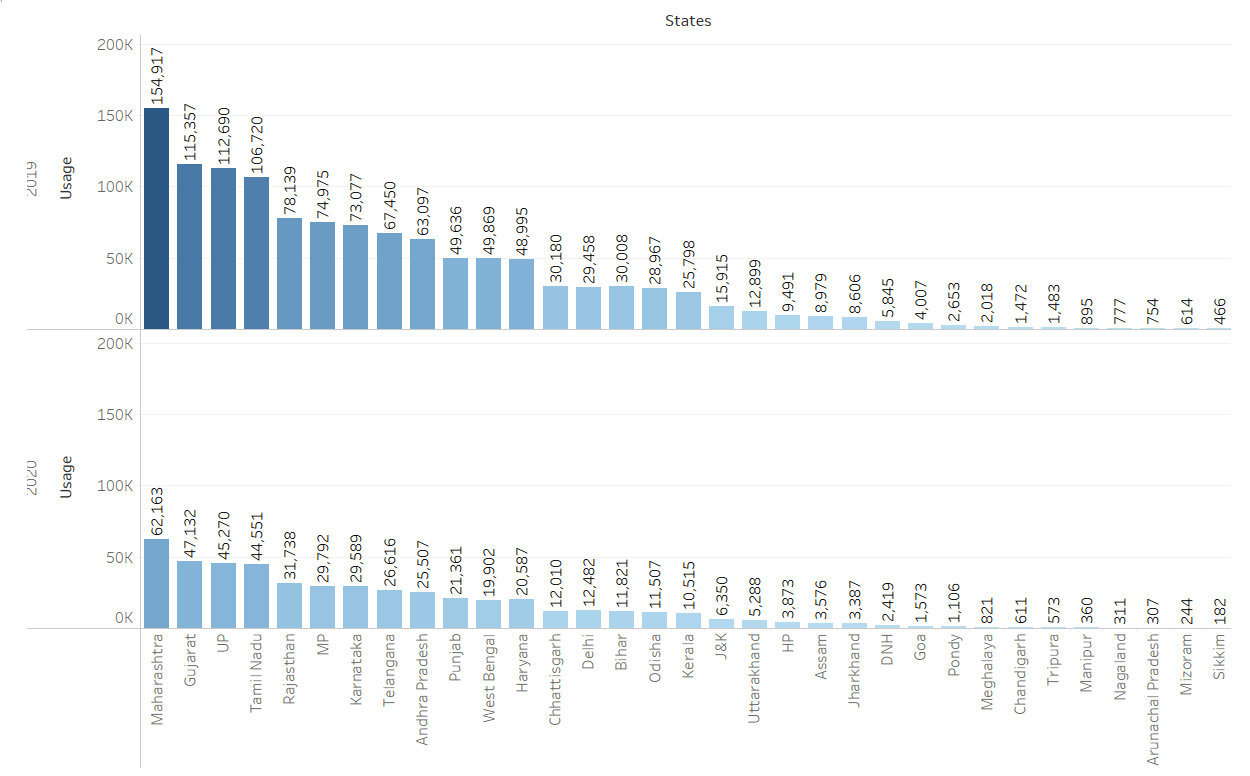 States
2019
Usage
200K
150K
100K
50K
0K
154,917
115,357
112,690
106,720
78,139
74,975
73,077
67,450
63,097
49,636
49,869
48,995
30,180
29,458
30,008
28,967
25,798
15,915
12,899
9,491
8,979
8,606
5,845
4,007
2,653
2,018
1,472
1,483
895
777
754
614
466
2020
Usage
200K
150K
100K
50K
0K
62,163
47,132
45,270
44,551
31,738
29,792
29,589
26,616
25,507
21,361
19,902
20,587
12,010
12,482
11,821
11,507
10,515
6,350
5,288
3,873
3,576
3,387
2,419
1,573
1,106
821
611
573
360
311
307
244
182
Maharashtra
Gujarat
UP
Tamil Nadu
Rajasthan
MP
Karnataka
Telangana
Andhra Pradesh
Punjab
West Bengal
Haryana
Chhattisgarh
Delhi
Bihar
Odisha
Kerala
J&K
Uttarakhand
HP
Assam
Jharkhand
DNH
Goa
Pondy
Meghalaya
Chandigarh
Tripura
Manipur
Nagaland
Arunachal Pradesh
Mizoram
Sikkim